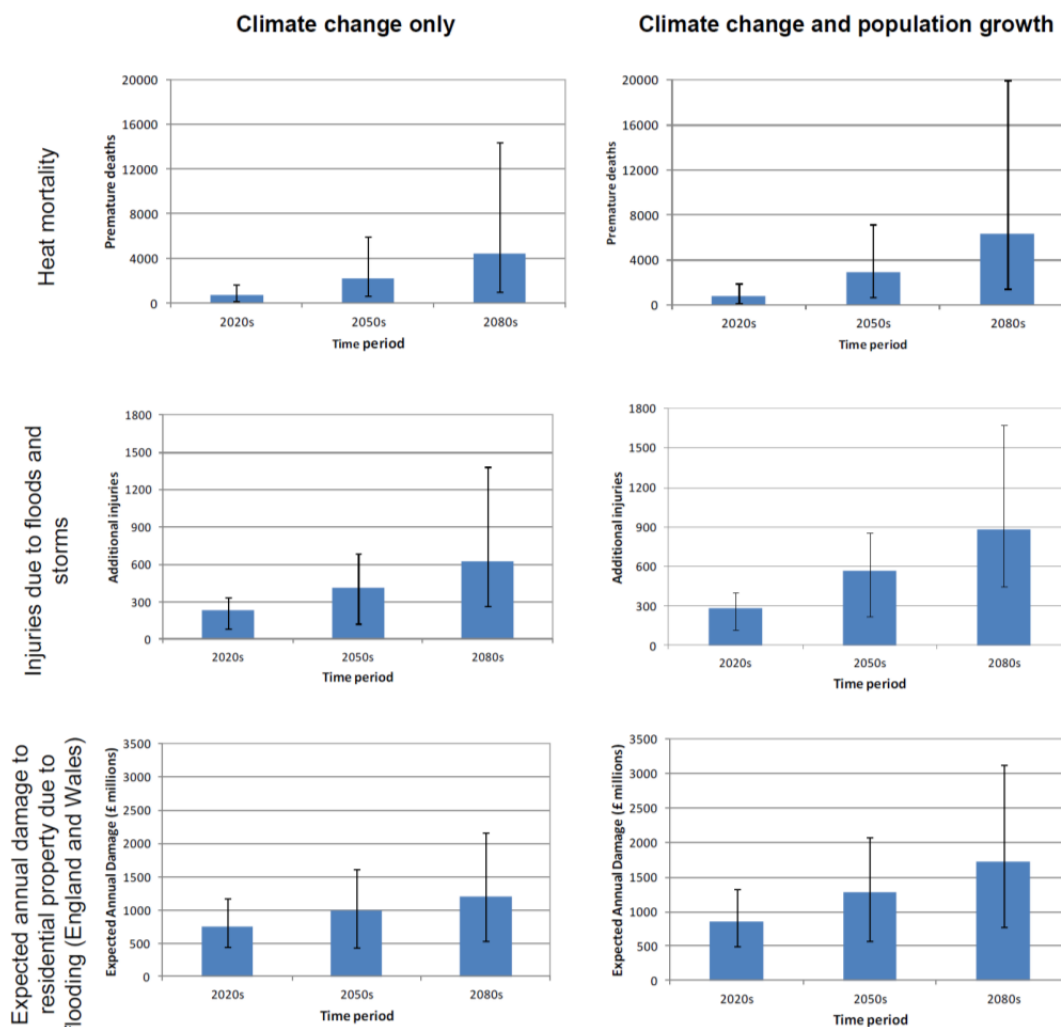 Climate change only
Climate change and population growth
Heat mortality
Premature deaths
20000
16000
12000
8000
4000
0
2020s
2050s
2080s
Time period
Premature deaths
20000
16000
12000
8000
4000
0
2020s
2050s
2080s
Time period
Injuries due to floods and
storms
Additional injuries
1800
1500
1200
900
600
300
0
2020s
2050s
2080s
Time period
Additional injuries
1800
1500
1200
900
600
300
0
2020s
2050s
2080s
Time period
Expected annual damage to
residential property due to
flooding (England and Wales)
Expected Annual Damage (£ millions)
3500
3000
2500
2000
1500
1000
500
0
2020s
2050s
2080s
Time period
Expected Annual Damage (£ millions)
3500
3000
2500
2000
1500
1000
500
0
2020s
2050s
2080s
Time period